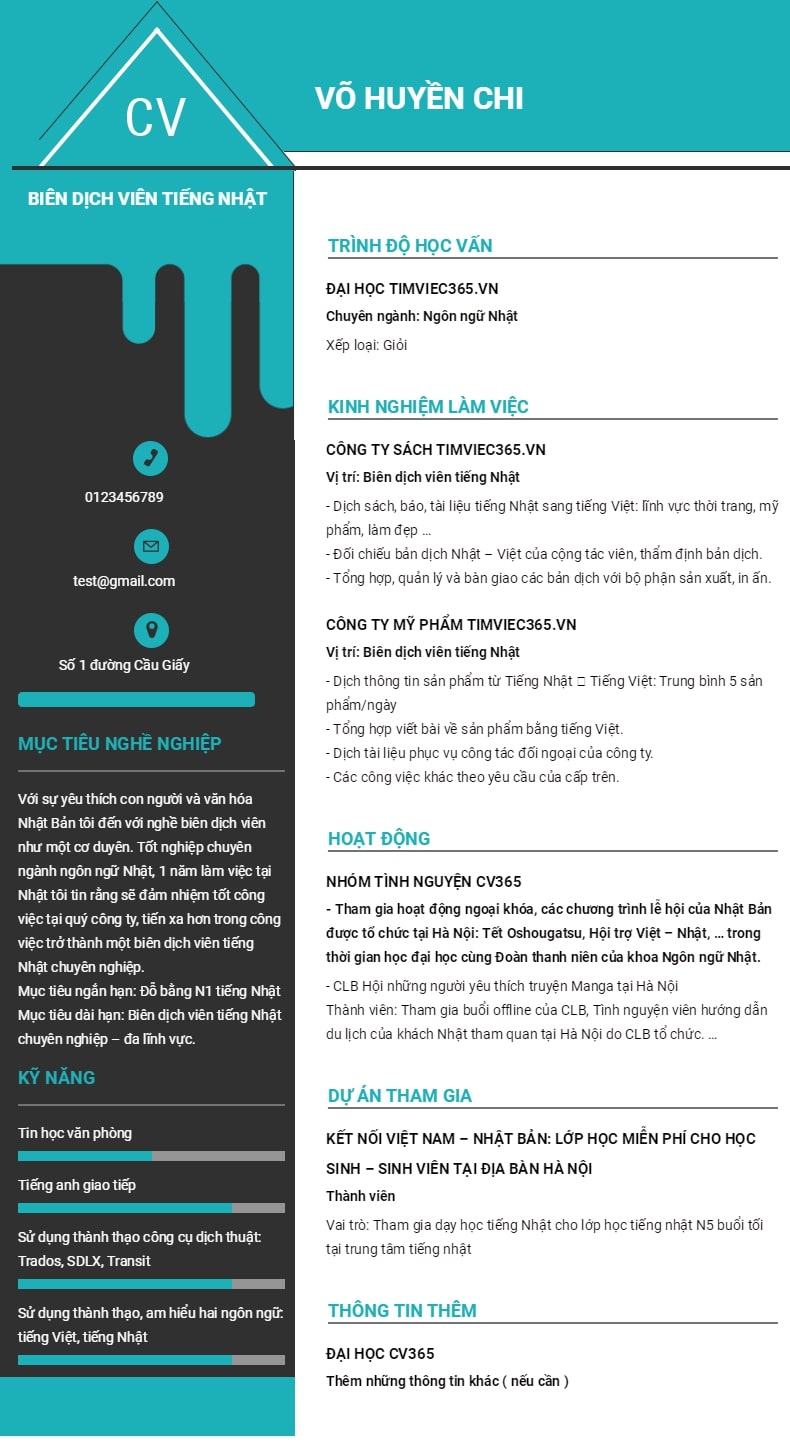 CV
VÕ HUYỀN CHI
BIÊN DỊCH VIÊN TIẾNG NHẬT
0123456789
test@gmail.com
Số 1 đường Cầu Giấy
MỤC TIÊU NGHỀ NGHIỆP
Với sự yêu thích con người và văn hóa
Nhật Bản tôi đến với nghề biên dịch viên
như một cơ duyên. Tốt nghiệp chuyên
ngành ngôn ngữ Nhật, 1 năm làm việc tại
Nhật tôi tin rằng sẽ đảm nhiệm tốt công
việc tại quý công ty, tiến xa hơn trong công
việc trở thành một biên dịch viên tiếng
Nhật chuyên nghiệp.
Mục tiêu ngắn hạn: Đỗ bằng N1 tiếng Nhật
Mục tiêu dài hạn: Biên dịch viên tiếng Nhật
chuyên nghiệp – đa lĩnh vực.
KỸ NĂNG
Tin học văn phòng
Tiếng anh giao tiếp
Sử dụng thành thạo công cụ dịch thuật:
Trados, SDLX, Transit
Sử dụng thành thạo, am hiểu hai ngôn ngữ:
tiếng Việt, tiếng Nhật
TRÌNH ĐỘ HỌC VẤN
ĐẠI HỌC TIMVIEC365.VN
Chuyên ngành: Ngôn ngữ Nhật
Xếp loại: Giỏi
KINH NGHIỆM LÀM VIỆC
CÔNG TY SÁCH TIMVIEC365.VN
Vị trí: Biên dịch viên tiếng Nhật
- Dịch sách, báo, tài liệu tiếng Nhật sang tiếng Việt: lĩnh vực thời trang, mỹ
phẩm, làm đẹp ...
- Đối chiếu bản dịch Nhật – Việt của cộng tác viên, thẩm định bản dịch.
- Tổng hợp, quản lý và bàn giao các bản dịch với bộ phận sản xuất, in ấn.
CÔNG TY MỸ PHẨM TIMVIEC365.VN
Vị trí: Biên dịch viên tiếng Nhật
- Dịch thông tin sản phẩm từ Tiếng Nhật  Tiếng Việt: Trung bình 5 sản
phẩm/ngày
- Tổng hợp viết bài về sản phẩm bằng tiếng Việt.
- Dịch tài liệu phục vụ công tác đối ngoại của công ty.
- Các công việc khác theo yêu cầu của cấp trên.
HOẠT ĐỘNG
NHÓM TÌNH NGUYỆN CV365
- Tham gia hoạt động ngoại khóa, các chương trình lễ hội của Nhật Bản
được tổ chức tại Hà Nội: Tết Oshougatsu, Hội trợ Việt – Nhật, ... trong
thời gian học đại học cùng Đoàn thanh niên của khoa Ngôn ngữ Nhật.
- CLB Hội những người yêu thích truyện Manga tại Hà Nội
Thành viên: Tham gia buổi offline của CLB, Tình nguyện viên hướng dẫn
du lịch của khách Nhật tham quan tại Hà Nội do CLB tổ chức. ...
DỰ ÁN THAM GIA
KẾT NỐI VIỆT NAM – NHẬT BẢN: LỚP HỌC MIỄN PHÍ CHO HỌC
SINH – SINH VIÊN TẠI ĐỊA BÀN HÀ NỘI
Thành viên
Vai trò: Tham gia dạy học tiếng Nhật cho lớp học tiếng nhật N5 buổi tối
tại trung tâm tiếng nhật
THÔNG TIN THÊM
ĐẠI HỌC CV365
Thêm những thông tin khác ( nếu cần )